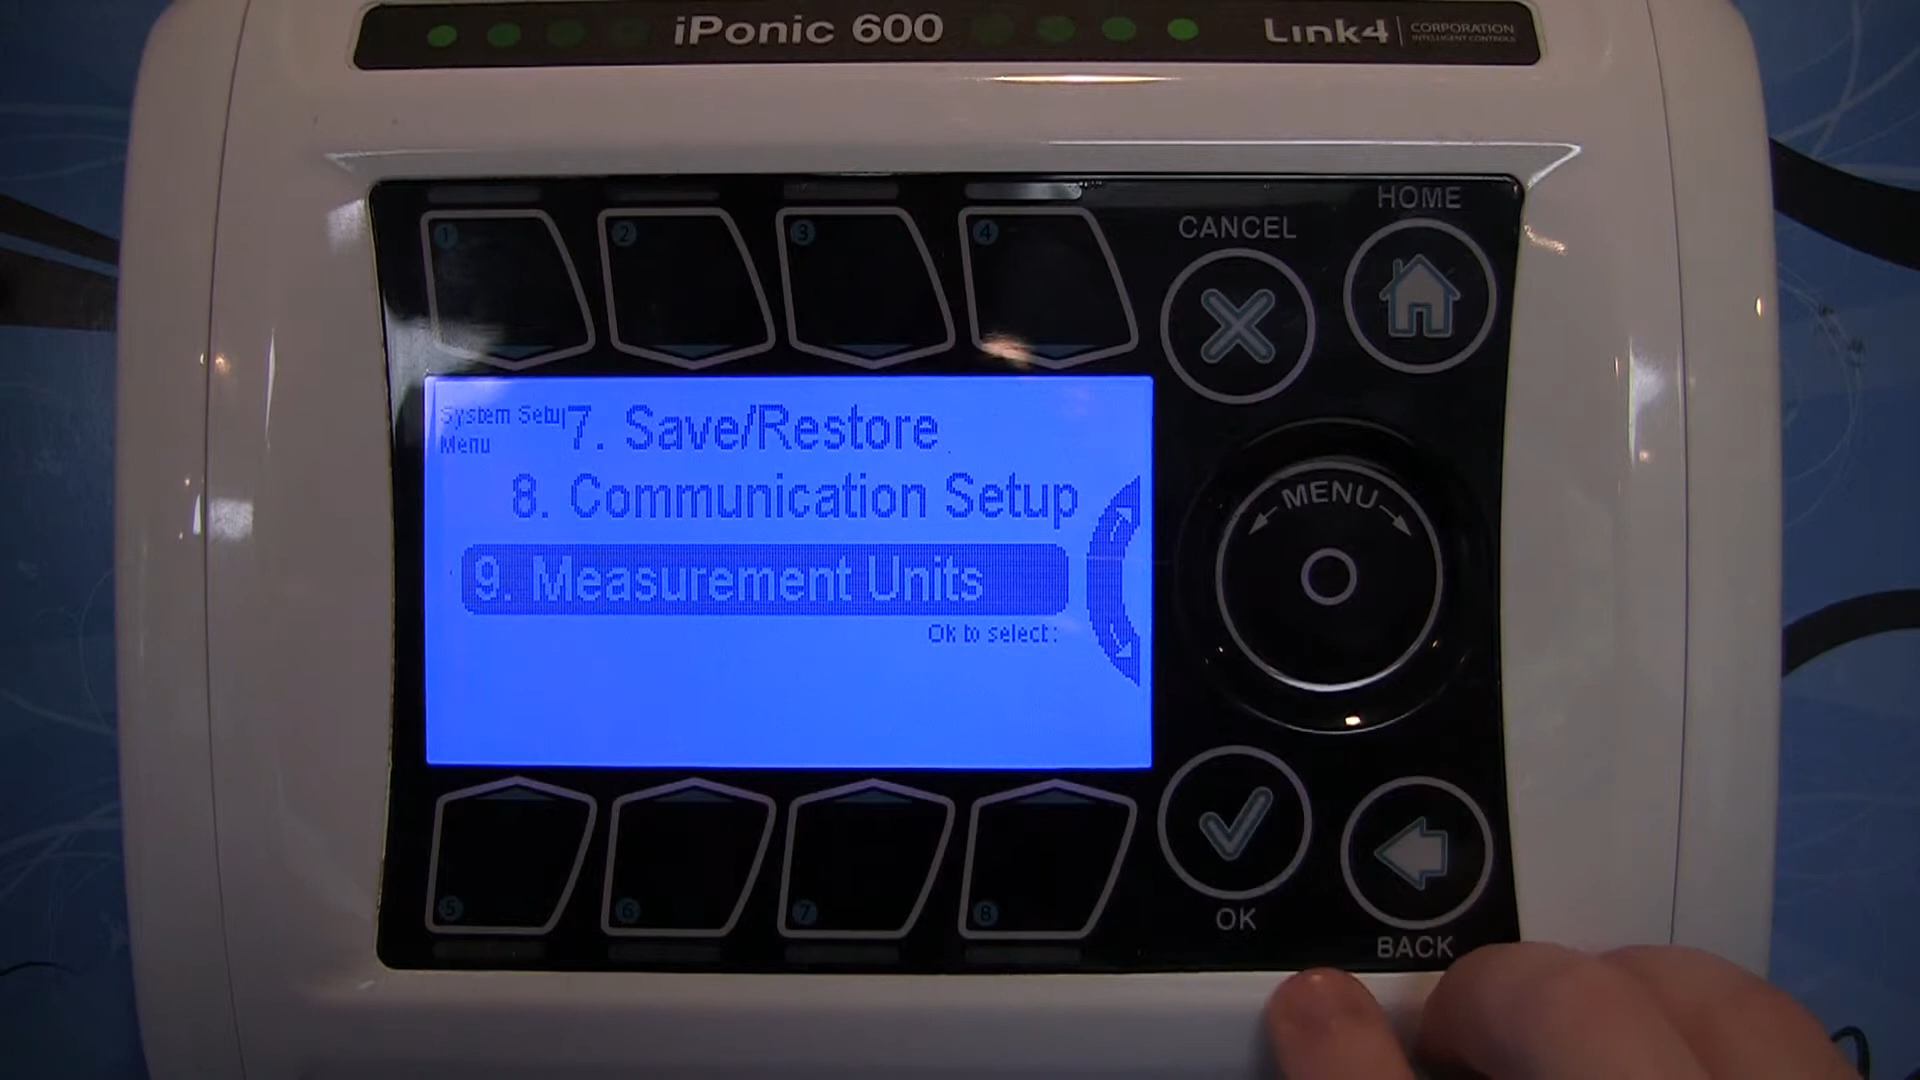 iPonic 600
Link4 CORPORATION
INTELLIGENT CONTROLS
HOME
CANCEL
1 2 3 4
System Setu
Menu
7. Save/Restore
8. Communication Setup
9. Measurement Units
Ok to select:
MENU
5 6 7 8
OK
BACK